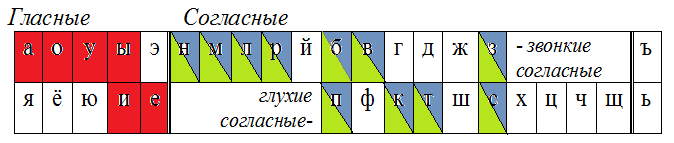 Гласные Согласные
а о у ы э н м л р й б в г д ж з - звонкие согласные ъ
я ё ю и е глухие согласные- п ф к т ш с х ц ч щ ь